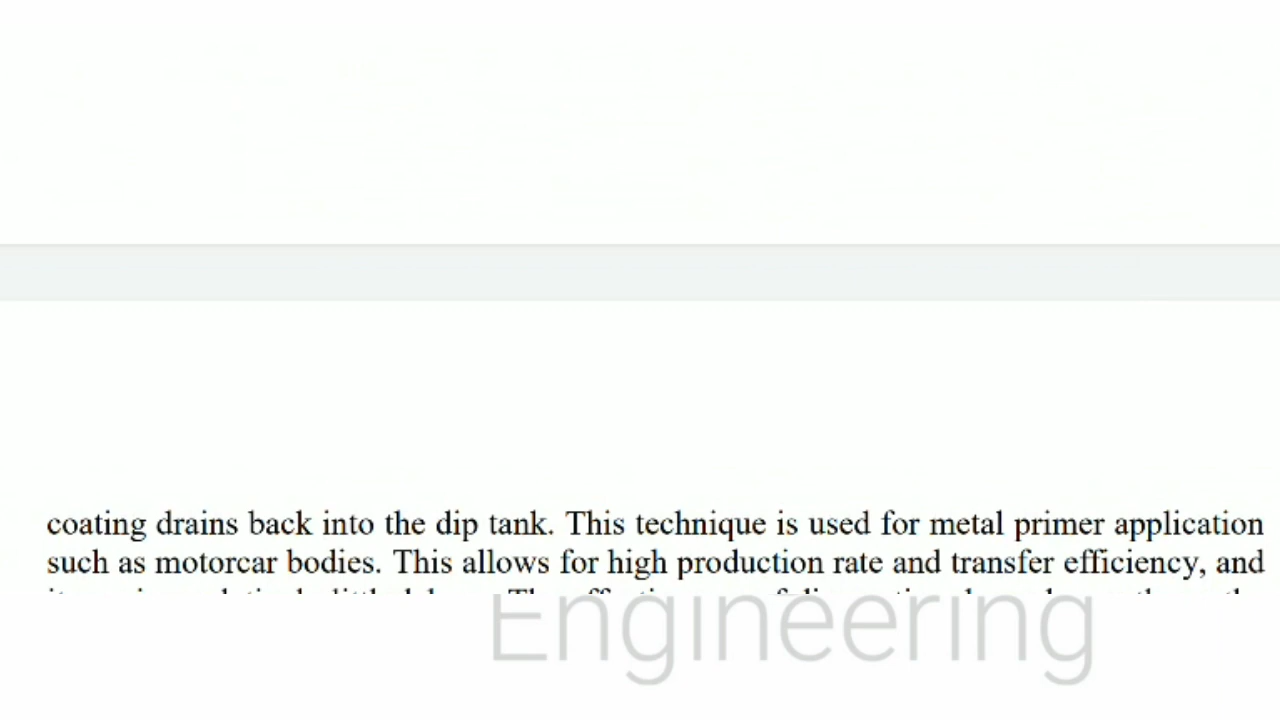 coating drains back into the dip tank. This technique is used for metal primer application
such as motorcar bodies. This allows for high production rate and transfer efficiency, and
Engineering